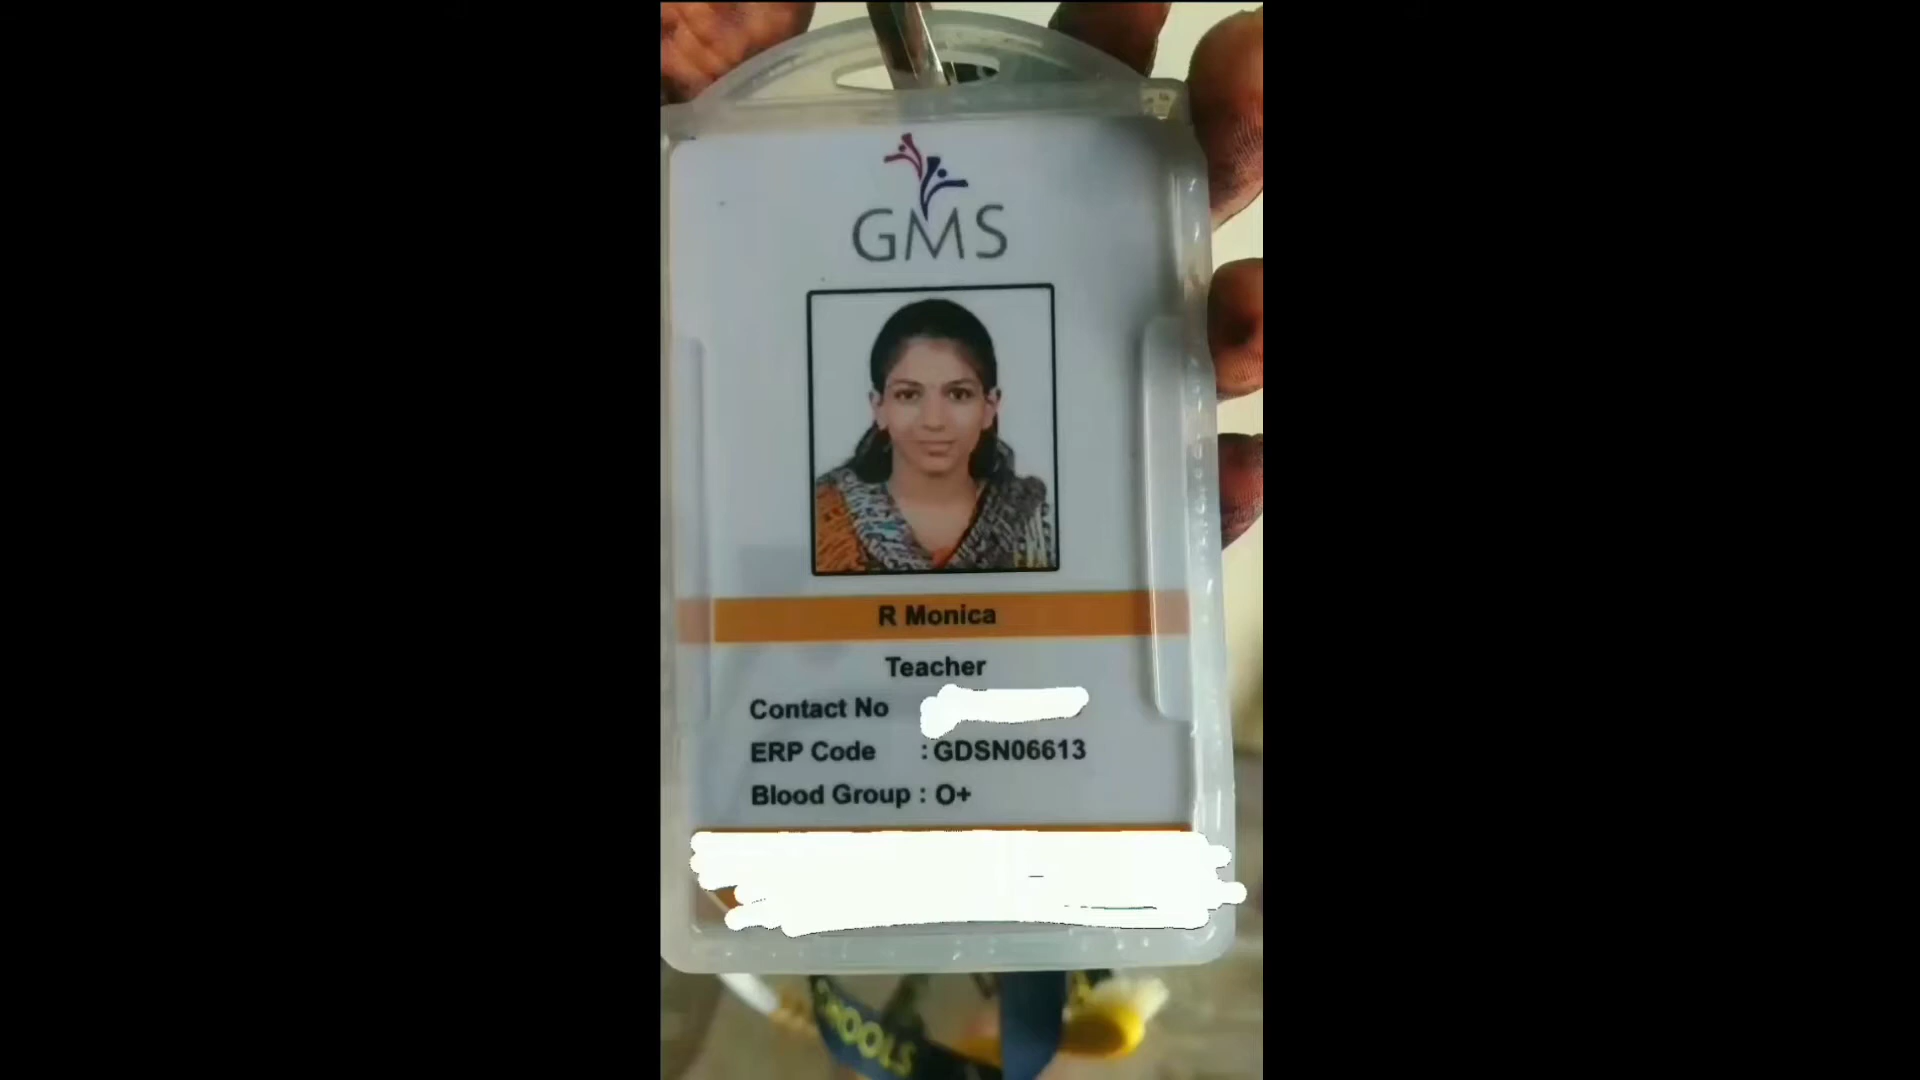 GMS
R Monica
Teacher
Contact No
ERP Code : GDSN06613
Blood Group : O+